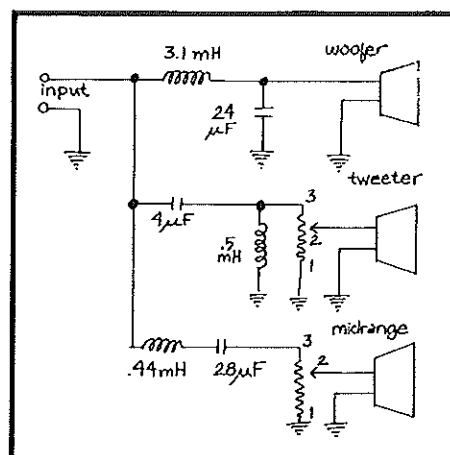 3.1 mH
woofer
1
input
24
μF
tweeter
3
4μF
.5
mH
2
1
midrange
3
2
.44mH
28μF
1